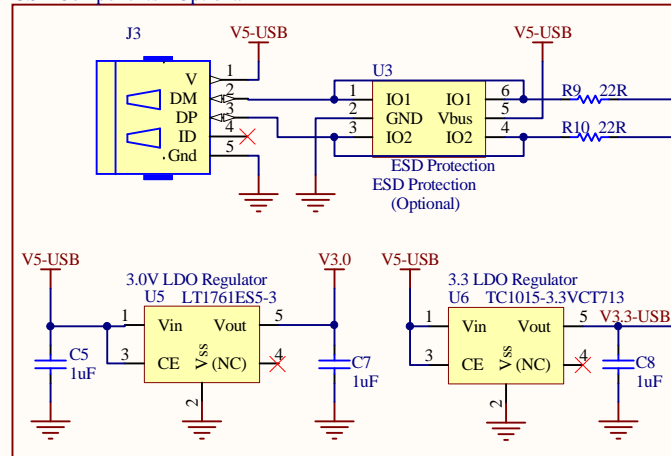 J3
V5-USB
V 1
DM 2
DP 3
ID 4
Gnd 5
U3
1 IO1 IO1 6
2 GND Vbus 5
3 IO2 IO2 4
ESD Protection
ESD Protection
(Optional)
V5-USB
R9 22R
R10 22R
V5-USB
3.0V LDO Regulator
U5 LT1761ES5-3
1 Vin Vout 5
3 CE Vss (NC) 4
2
C5
1uF
V3.0
C7
1uF
V5-USB
3.3 LDO Regulator
U6 TC1015-3.3VCT713
1 Vin Vout 5
3 CE Vss (NC) 4
2
V3.3-USB
C8
1uF